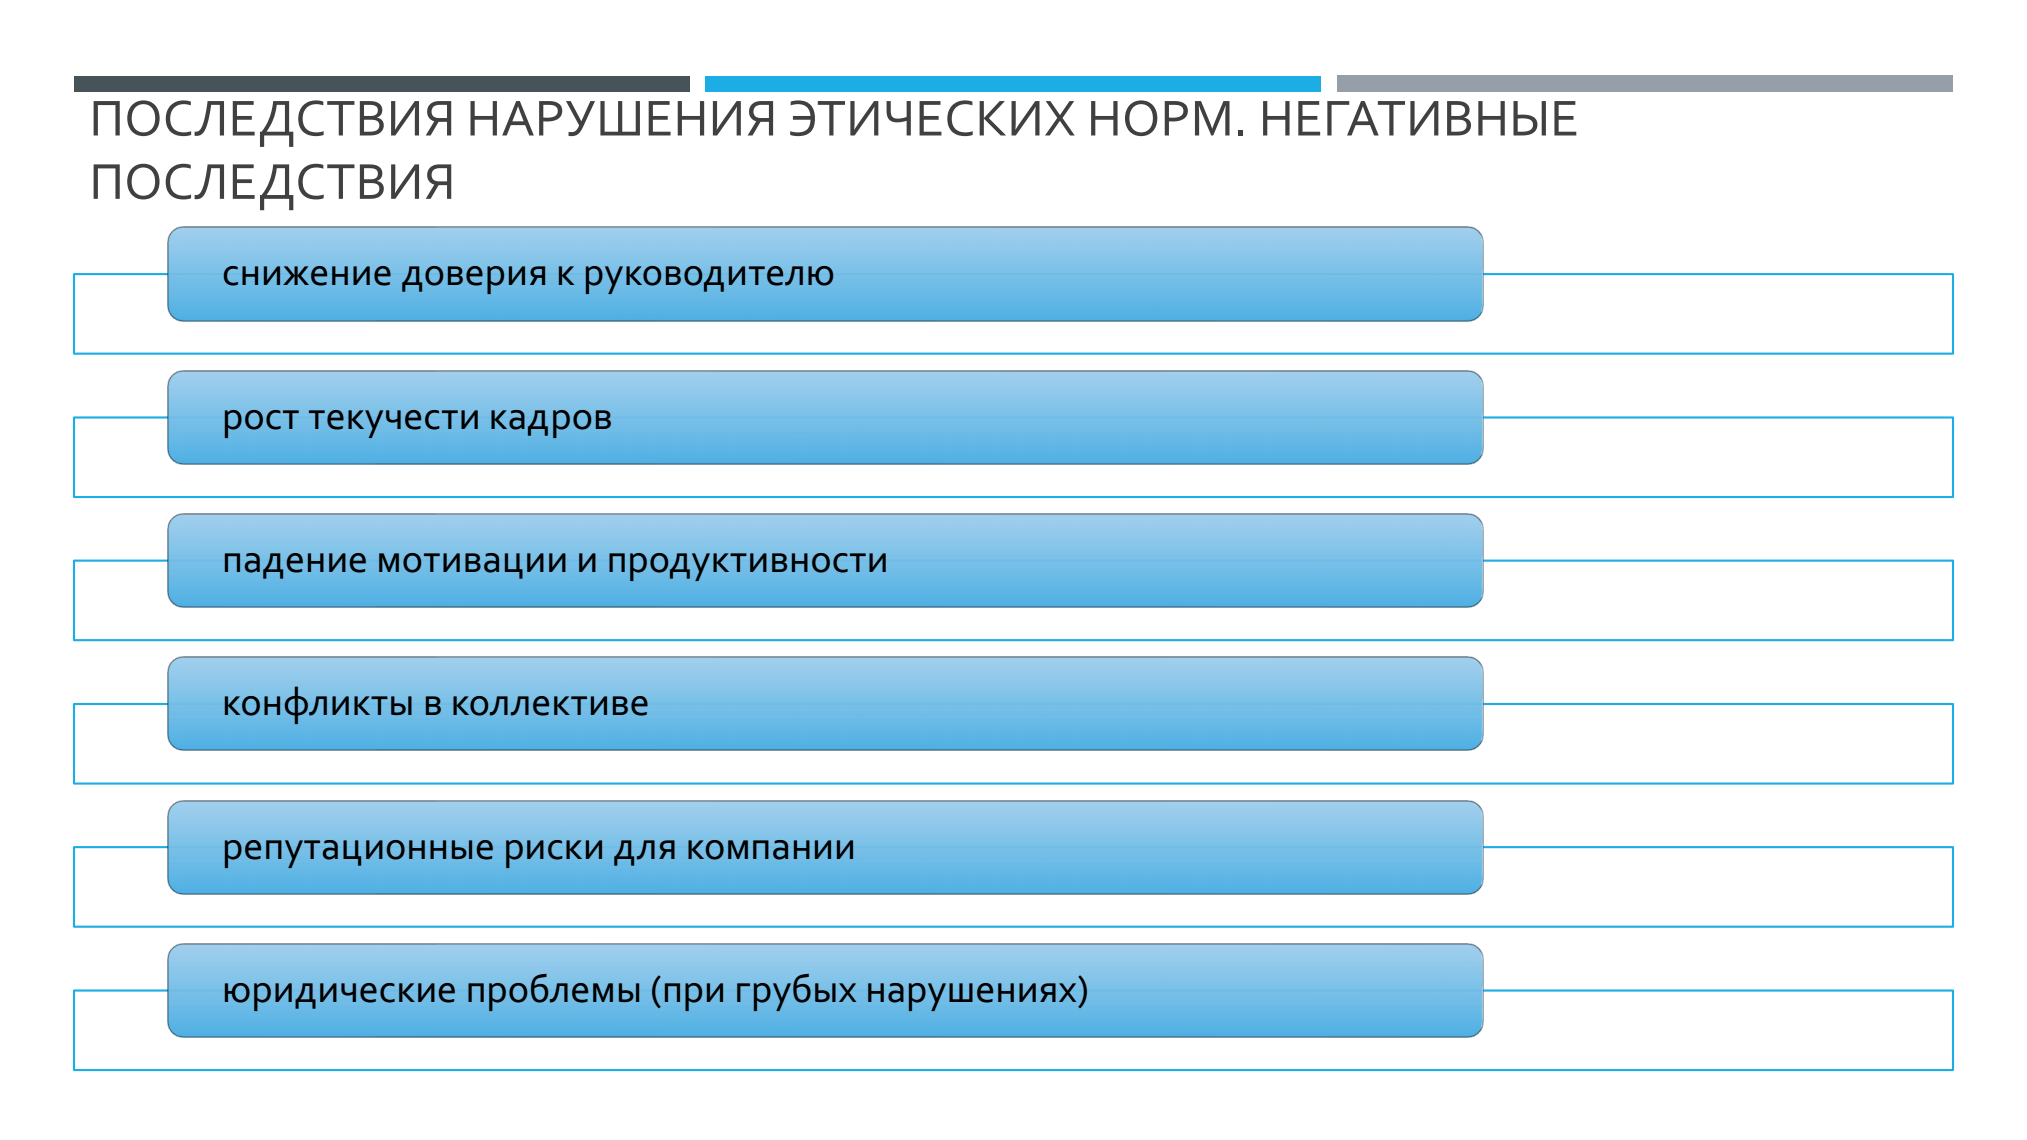 ПОСЛЕДСТВИЯ НАРУШЕНИЯ ЭТИЧЕСКИХ НОРМ. НЕГАТИВНЫЕ
ПОСЛЕДСТВИЯ
снижение доверия к руководителю
рост текучести кадров
падение мотивации и продуктивности
конфликты в коллективе
репутационные риски для компании
юридические проблемы (при грубых нарушениях)